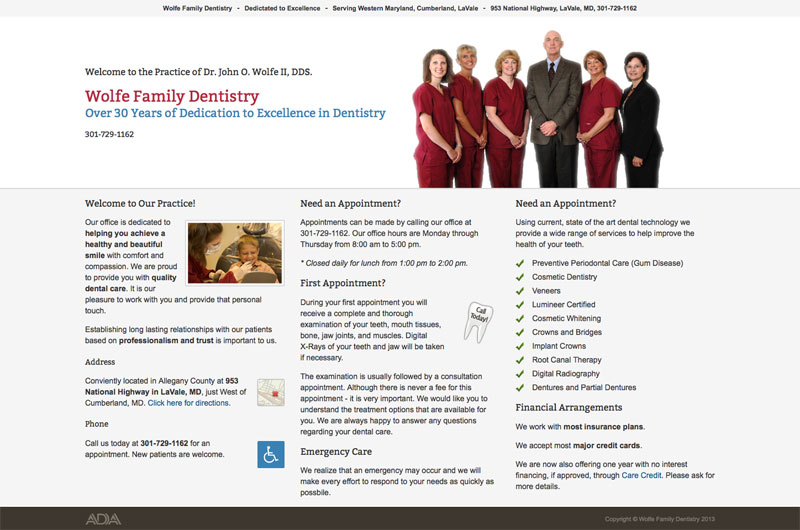 Wolfe Family Dentistry - Dedictated to Excellence - Serving Western Maryland, Cumberland, LaVale - 953 National Highway, LaVale, MD, 301-729-1162
Welcome to the Practice of Dr. John O. Wolfe II, DDS.
Wolfe Family Dentistry
Over 30 Years of Dedication to Excellence in Dentistry
301-729-1162
Welcome to Our Practice!
Our office is dedicated to
helping you achieve a
healthy and beautiful
smile with comfort and
compassion. We are proud
to provide you with quality
dental care. It is our
pleasure to work with you and provide that personal
touch.
Establishing long lasting relationships with our patients
based on professionalism and trust is important to us.
Address
Conviently located in Allegany County at 953
National Highway in LaVale, MD, just West of
Cumberland, MD. Click here for directions.
Phone
Call us today at 301-729-1162 for an
appointment. New patients are welcome.
Need an Appointment?
Appointments can be made by calling our office at
301-729-1162. Our office hours are Monday through
Thursday from 8:00 am to 5:00 pm.
* Closed daily for lunch from 1:00 pm to 2:00 pm.
First Appointment?
During your first appointment you will
receive a complete and thorough
examination of your teeth, mouth tissues,
bone, jaw joints, and muscles. Digital
X-Rays of your teeth and jaw will be taken
if necessary.
Call
Today!
The examination is usually followed by a consultation
appointment. Although there is never a fee for this
appointment - it is very important. We would like you to
understand the treatment options that are available for
you. We are always happy to answer any questions
regarding your dental care.
Emergency Care
We realize that an emergency may occur and we will
make every effort to respond to your needs as quickly as
possbile.
Need an Appointment?
Using current, state of the art dental technology we
provide a wide range of services to help improve the
health of your teeth.
Preventive Periodontal Care (Gum Disease)
Cosmetic Dentistry
Veneers
Lumineer Certified
Cosmetic Whitening
Crowns and Bridges
Implant Crowns
Root Canal Therapy
Digital Radiography
Dentures and Partial Dentures
Financial Arrangements
We work with most insurance plans.
We accept most major credit cards.
We are now also offering one year with no interest
financing, if approved, through Care Credit. Please ask for
more details.
ADA
Copyright © Wolfe Family Dentistry 2013